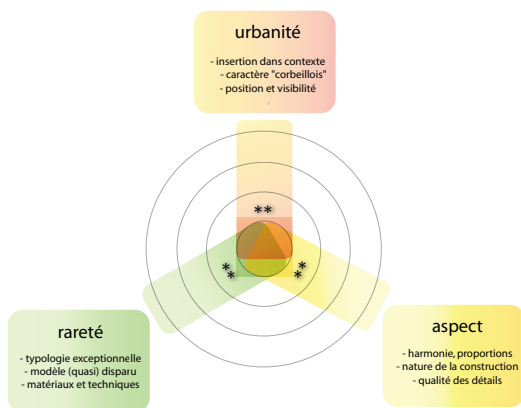 urbanité
- insertion dans contexte
- caractère "corbeillois"
- position et visibilité
-
**
**
**
rareté
- typologie exceptionnelle
- modèle (quasi) disparu
- matériaux et techniques
aspect
- harmonie, proportions
- nature de la construction
- qualité des détails